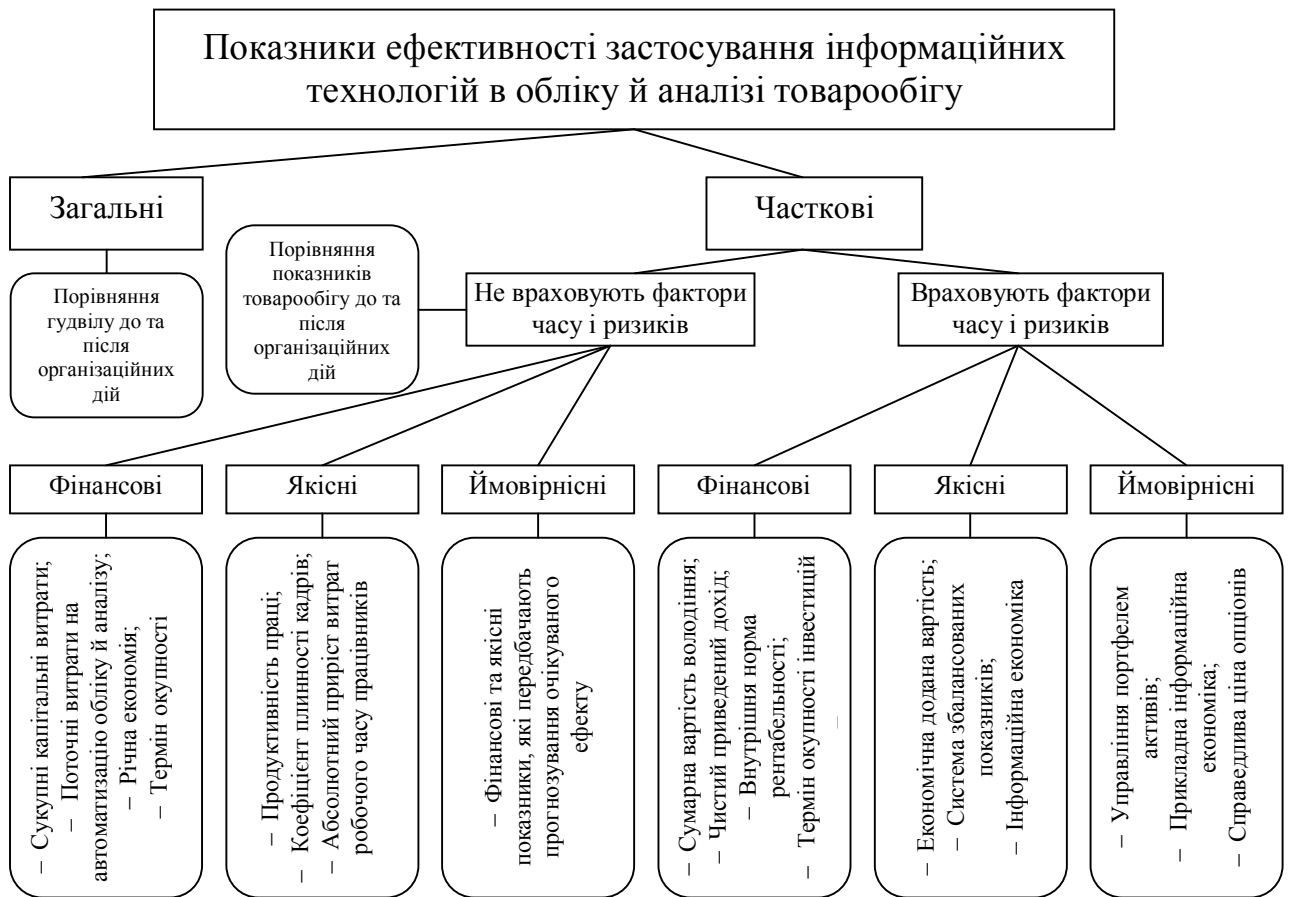 Показники ефективності застосування інформаційних
технологій в обліку й аналізі товарообігу
Загальні
Часткові
Порівняння
гудвілу до та
після
організаційних
дій
Порівняння
показників
товарообігу до та
після
організаційних
дій
Не враховують фактори
часу і ризиків
Враховують фактори
часу і ризиків
Фінансові
Якісні
Ймовірнісні
Фінансові
Якісні
Ймовірнісні
– Сукупні капітальні витрати;
– Поточні витрати на
автоматизацію обліку й аналізу;
– Річна економія;
– Термін окупності
– Продуктивність праці;
– Коефіцієнт плинності кадрів;
– Абсолютний приріст витрат
робочого часу працівників
– Фінансові та якісні
показники, які передбачають
прогнозування очікуваного
ефекту
– Сумарна вартість володіння;
– Чистий приведений дохід;
– Внутрішня норма
рентабельності;
– Термін окупності інвестицій
– Економічна додана вартість;
– Система збалансованих
показників;
– Інформаційна економіка
– Управління портфелем
активів;
– Прикладна інформаційна
економіка;
– Справедлива ціна опціонів